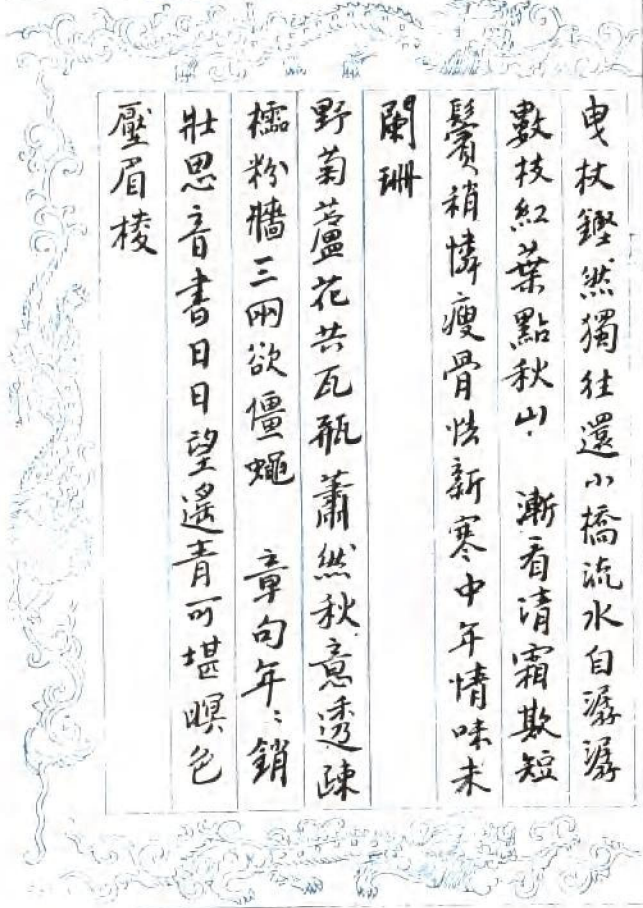 曳杖鏗然獨往還小橋流水自潺潺
數枝紅葉點秋山　漸看清霜欺短
鬢稍憐瘦骨怯新寒中年情味未
闌珊
野菊蘆花共瓦瓶蕭然秋意透疎
櫺粉牆三兩欲僵蠅　章句年〻銷
壯思音書日日望遙青可堪暝色
壓眉棱